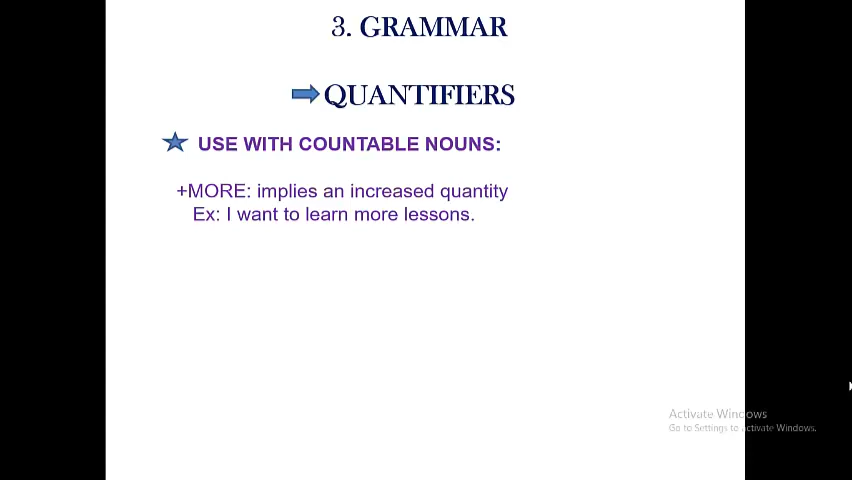 3. GRAMMAR
QUANTIFIERS
USE WITH COUNTABLE NOUNS:
+MORE: implies an increased quantity
Ex: I want to learn more lessons.
Activate Windows
Go to Settings to activate Windows.